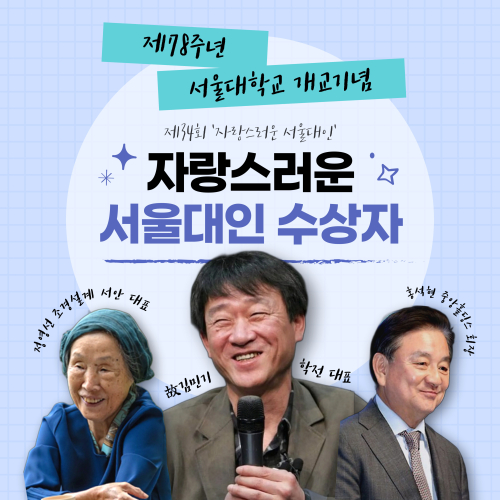 제78주년
서울대학교 개교기념
제34회 '자랑스러운 서울대인'
자랑스러운
서울대인 수상자
정영선 조경설계 서안 대표
故김민기
학전 대표
홍석현 중앙홀딩스 회장